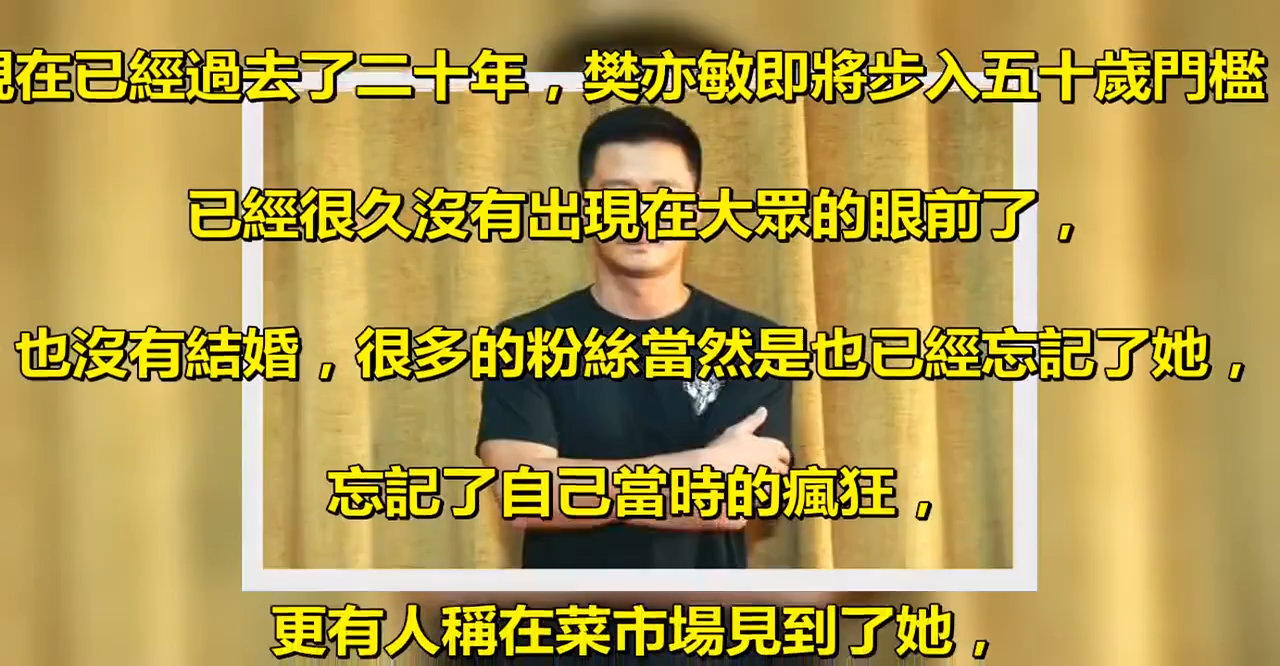 在已經過去了二十年，樊亦敏即將步入五十歲門檻
已經很久沒有出現在大眾的眼前了，
也沒有結婚，很多的粉絲當然是也已經忘記了她，
忘記了自己當時的瘋狂，
更有人稱在菜市場見到了她，